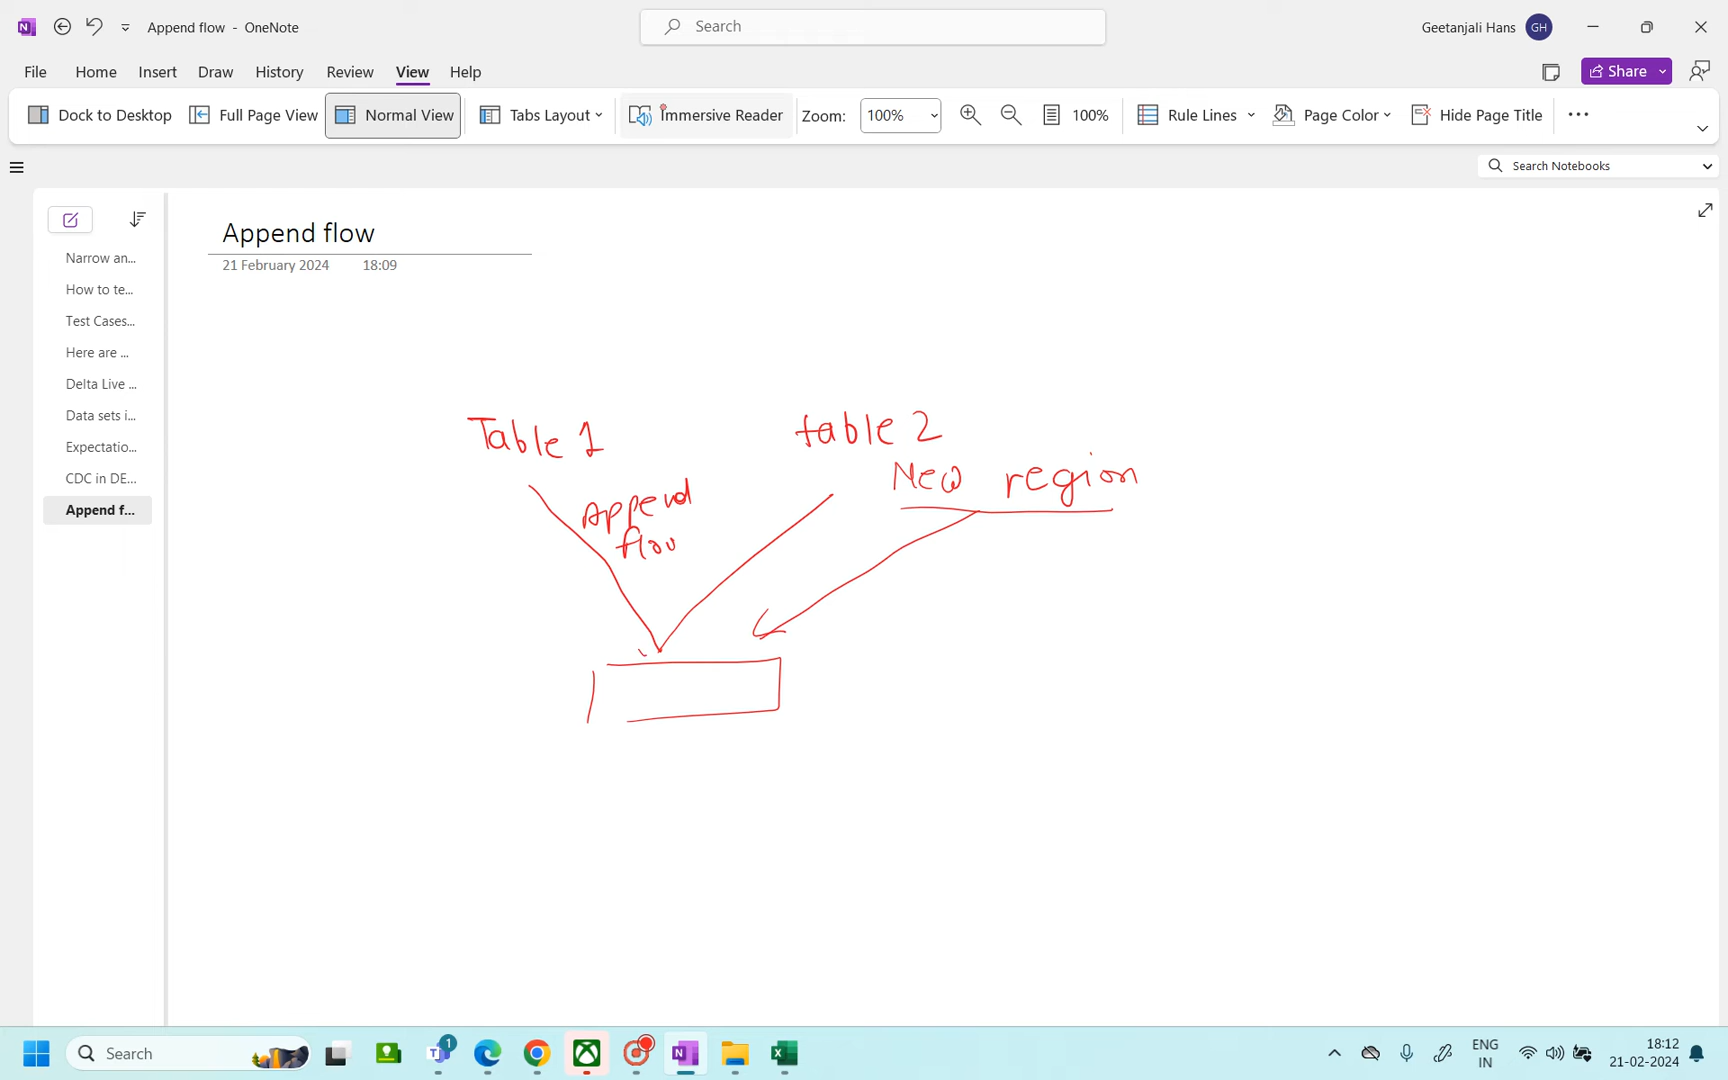 Append flow - OneNote
Search
Geetanjali Hans
GH
File Home Insert Draw History Review View Help
Share
Dock to Desktop Full Page View Normal View Tabs Layout Immersive Reader Zoom: 100% 100% Rule Lines Page Color Hide Page Title
Search Notebooks
Append flow
21 February 2024 18:09
Narrow an...
How to te...
Test Cases...
Here are ...
Delta Live ...
Data sets i...
Expectatio...
CDC in DE...
Append f...
Table 1
table 2
New region
Append
flow
Search
1
ENG
IN
18:12
21-02-2024